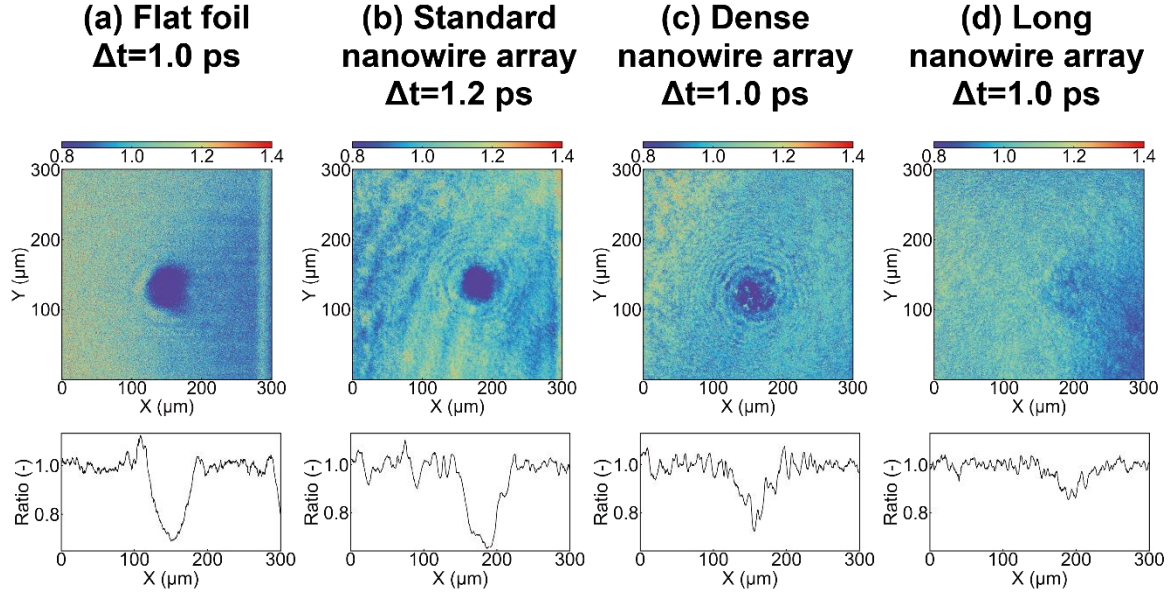 (a) Flat foil
Δt=1.0 ps
(b) Standard
nanowire array
Δt=1.2 ps
(c) Dense
nanowire array
Δt=1.0 ps
(d) Long
nanowire array
Δt=1.0 ps
0.8 1.0 1.2 1.4
300
200
100
Y (μm)
0 100 200 300
X (μm)
0.8 1.0 1.2 1.4
300
200
100
Y (μm)
0 100 200 300
X (μm)
0.8 1.0 1.2 1.4
300
200
100
Y (μm)
0 100 200 300
X (μm)
0.8 1.0 1.2 1.4
300
200
100
Y (μm)
0 100 200 300
X (μm)
1.0
0.8
Ratio (-)
0 100 200 300
X (μm)
1.0
0.8
Ratio (-)
0 100 200 300
X (μm)
1.0
0.8
Ratio (-)
0 100 200 300
X (μm)
1.0
0.8
Ratio (-)
0 100 200 300
X (μm)